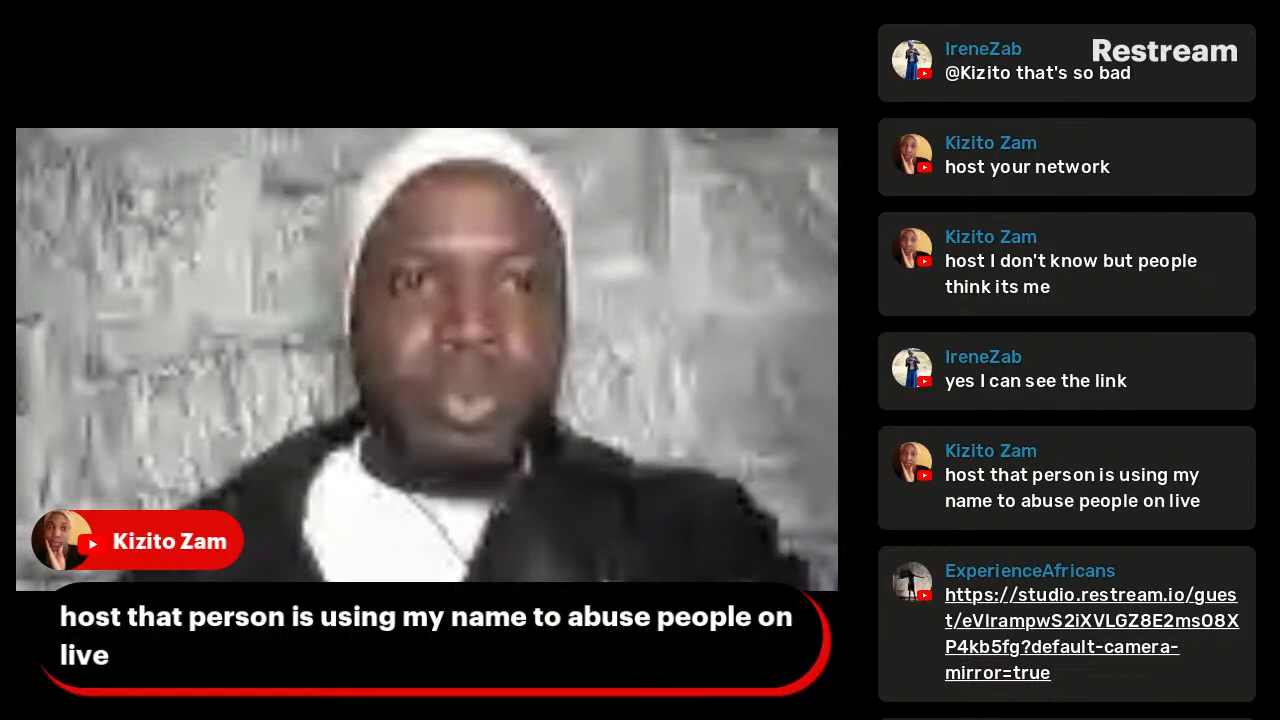 Kizito Zam
host that person is using my name to abuse people on
live
Restream
IreneZab
@Kizito that's so bad
Kizito Zam
host your network
Kizito Zam
host I don't know but people
think its me
IreneZab
yes I can see the link
Kizito Zam
host that person is using my
name to abuse people on live
ExperienceAfricans
https://studio.restream.io/gues
t/eVIrampwS2iXVLGZ8E2msO8X
P4kb5fg?default-camera-
mirror=true